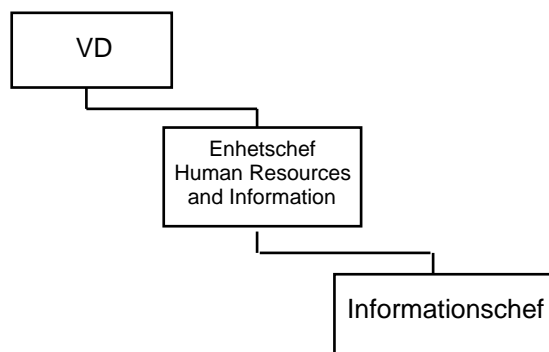 VD
Enhetschef
Human Resources
and Information
Informationschef